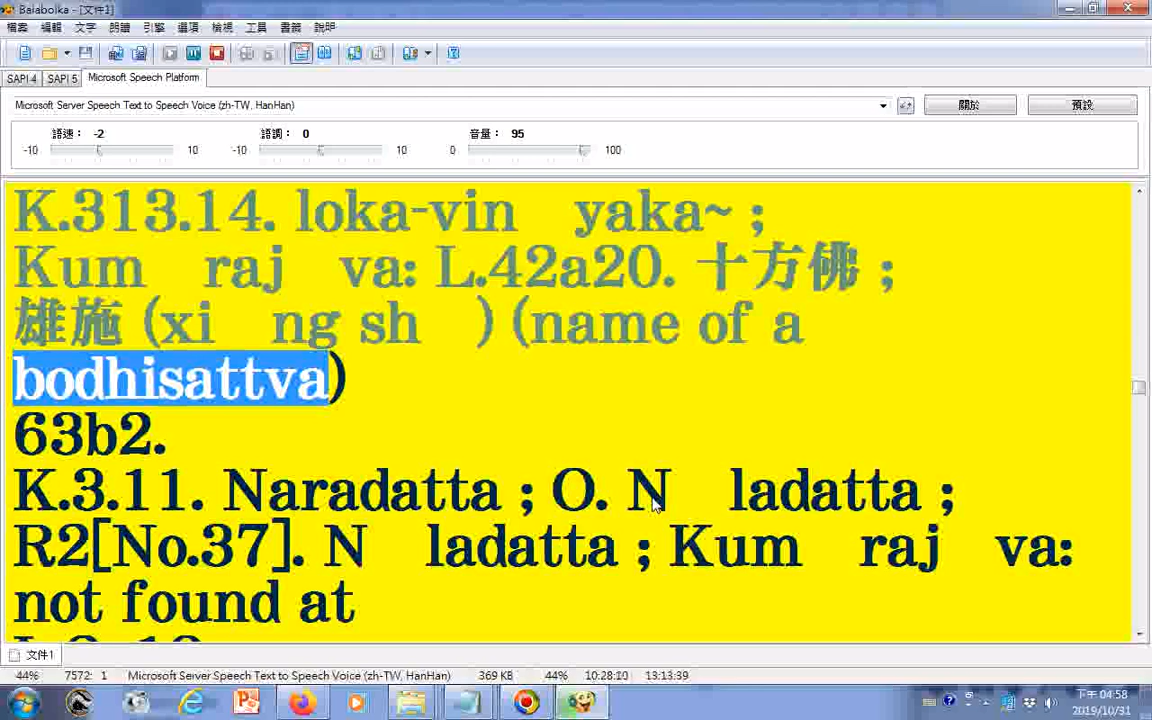 Balabolka - [文件1]
檔案 編輯 文字 朗讀 引擎 選項 檢視 工具 書籤 說明
SAPI 4 SAPI 5 Microsoft Speech Platform
Microsoft Server Speech Text to Speech Voice (zh-TW, HanHan) 關於 預設
語速： -2 語調： 0 音量： 95
-10 10 -10 10 0 100
K.313.14. loka-vin yaka~ ;
Kum raj va: L.42a20. 十方佛 ;
雄施 (xi ng sh ) (name of a
bodhisattva)
63b2.
K.3.11. Naradatta ; O. N ladatta ;
R2[No.37]. N ladatta ; Kum raj va:
not found at
文件1
44% 7572: 1 Microsoft Server Speech Text to Speech Voice (zh-TW, HanHan) 369 KB 44% 10:28:10 13:13:39
下午 04:58
2019/10/31